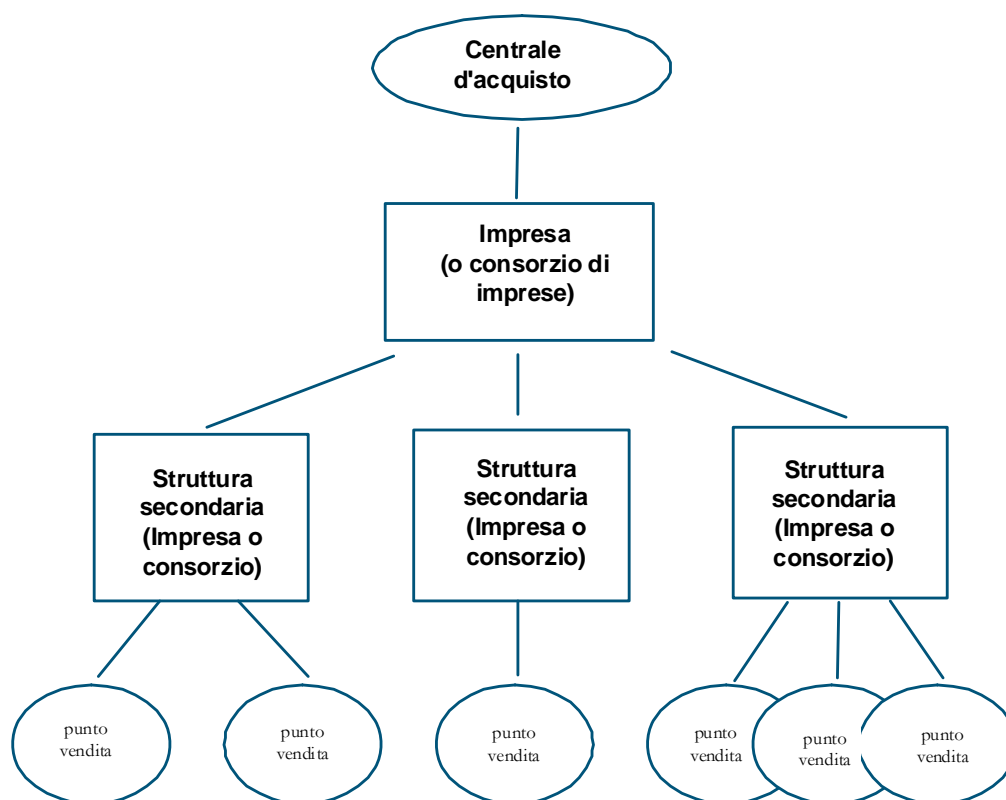 Centrale
d'acquisto
Impresa
(o consorzio di
imprese)
Struttura
secondaria
(Impresa o
consorzio)
Struttura
secondaria
(Impresa o
consorzio)
Struttura
secondaria
(Impresa o
consorzio)
punto
vendita
punto
vendita
punto
vendita
punto
vendita
punto
vendita
punto
vendita